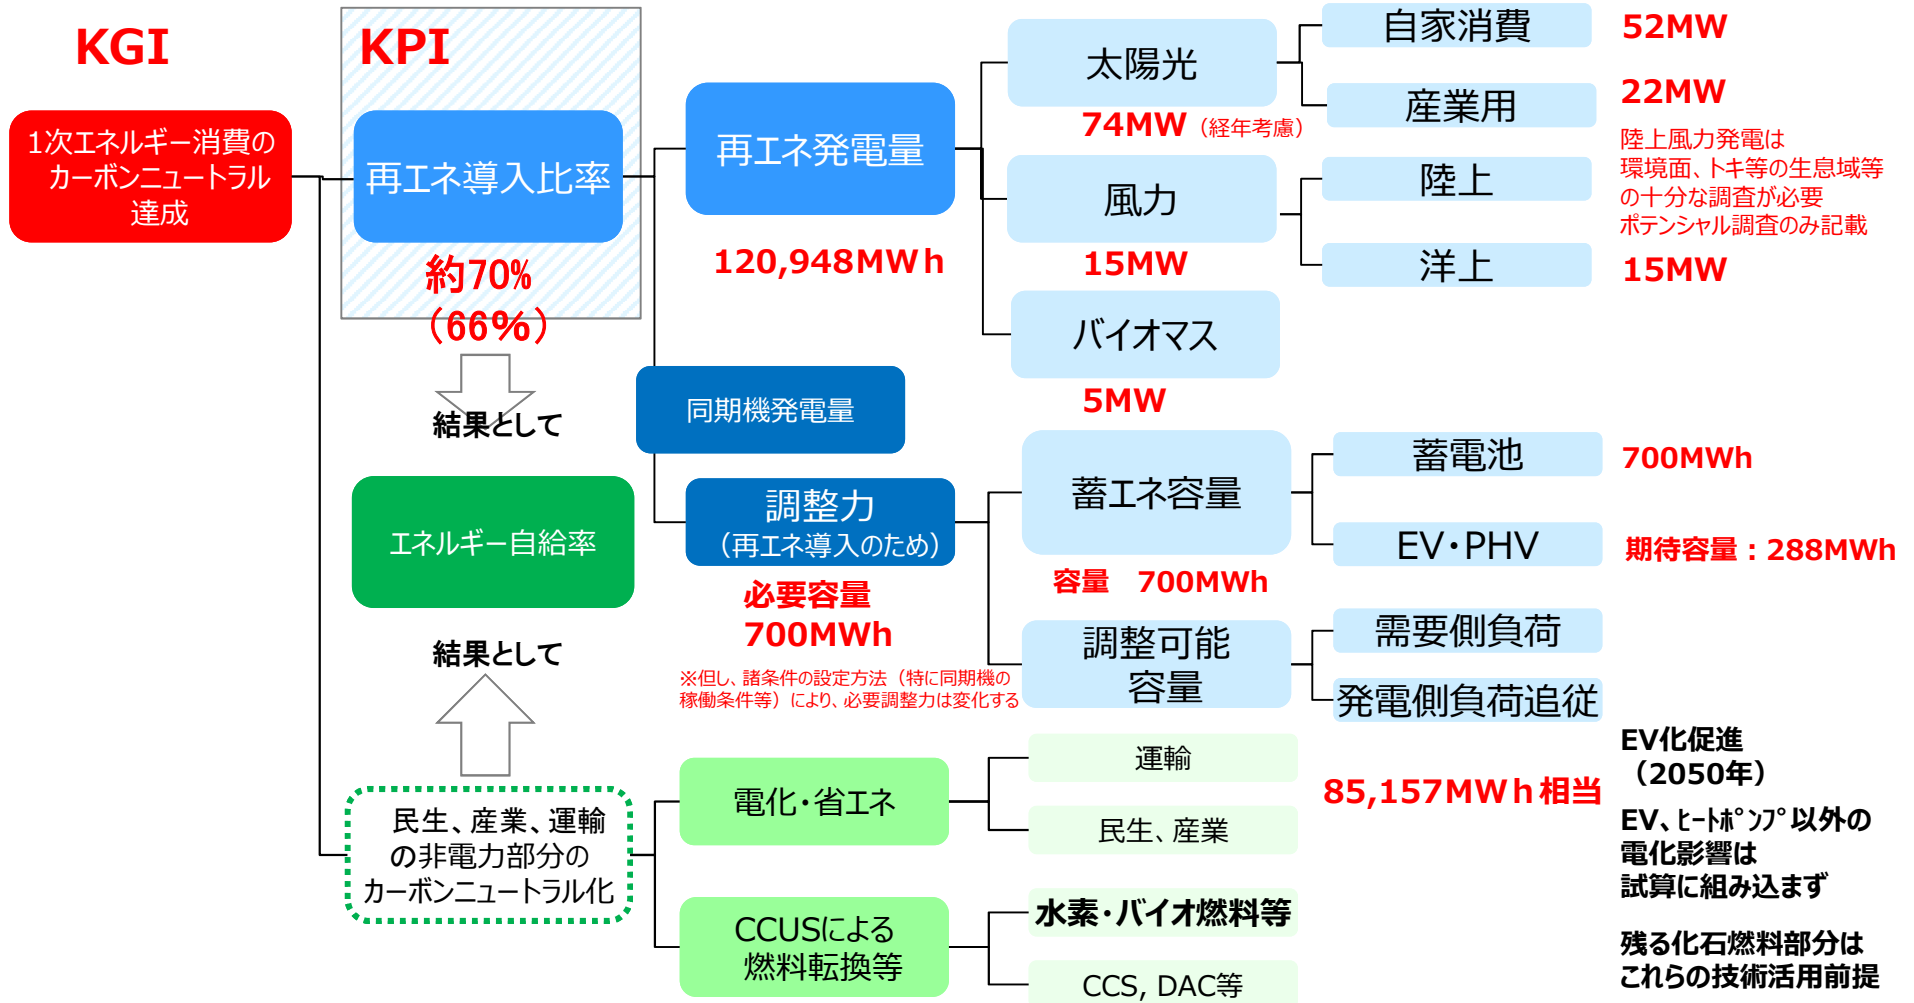 KGI
1次エネルギー消費の
カーボンニュートラル
達成
KPI
再エネ導入比率
約70%
（66%）
結果として
エネルギー自給率
結果として
民生、産業、運輸
の非電力部分の
カーボンニュートラル化
再エネ発電量
120,948MWｈ
同期機発電量
調整力
（再エネ導入のため）
必要容量
700MWh
※但し、諸条件の設定方法（特に同期機の
稼働条件等）により、必要調整力は変化する
電化・省エネ
CCUSによる
燃料転換等
太陽光
74MW（経年考慮）
風力
15MW
バイオマス
5MW
蓄エネ容量
容量　700MWh
調整可能
容量
運輸
民生、産業
85,157MWｈ相当
水素・バイオ燃料等
CCS, DAC等
自家消費
52MW
産業用
22MW
陸上風力発電は
環境面、トキ等の生息域等
の十分な調査が必要
ポテンシャル調査のみ記載
陸上
洋上
15MW
蓄電池
700MWh
EV・PHV
期待容量：288MWh
需要側負荷
発電側負荷追従
EV化促進
（2050年）
EV、ﾋｰﾄﾎﾟﾝﾌﾟ以外の
電化影響は
試算に組み込まず
残る化石燃料部分は
これらの技術活用前提